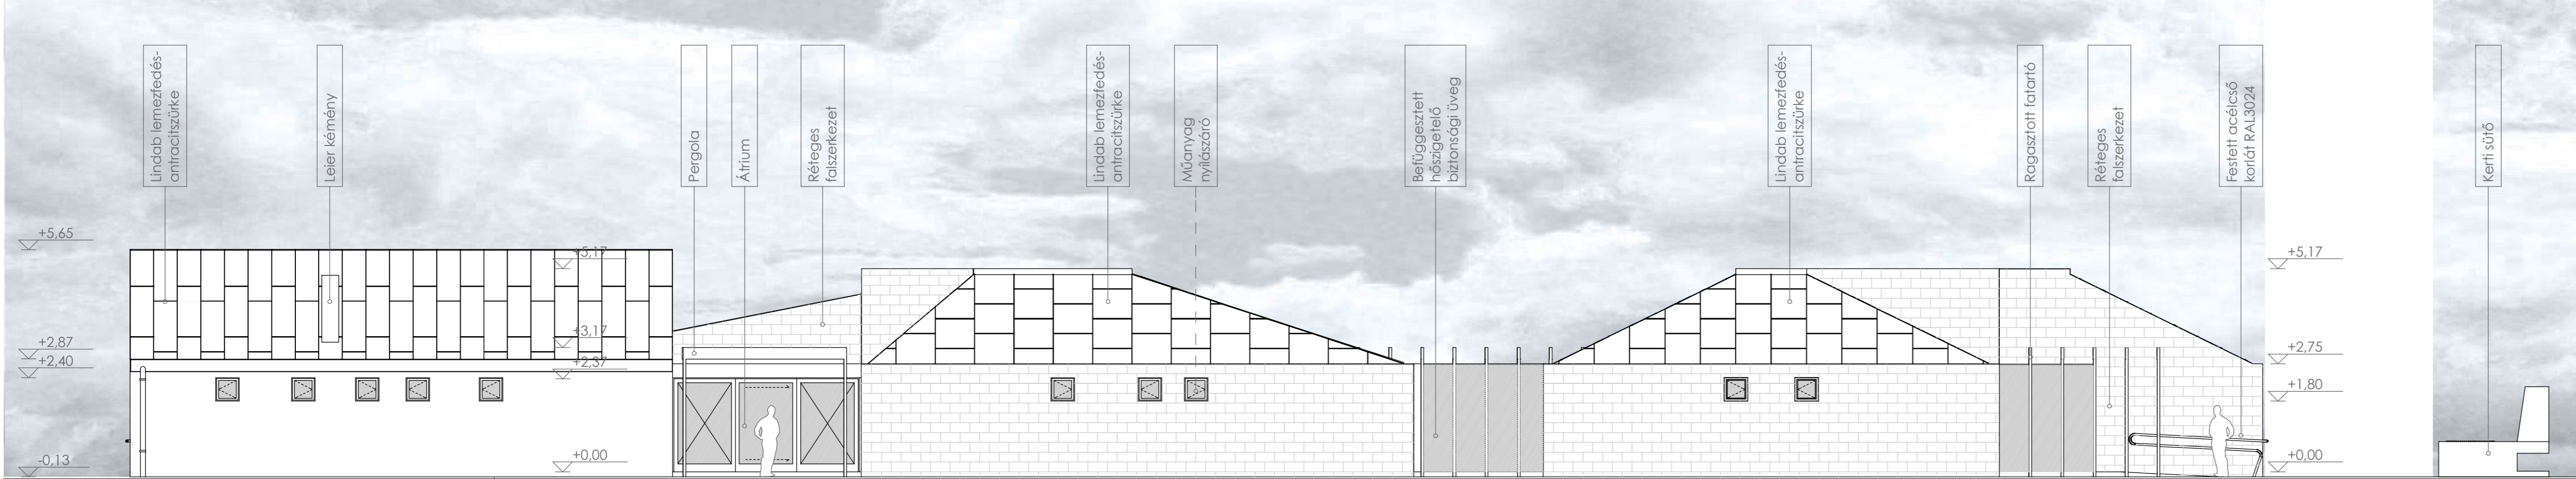 Lindab lemezfedés-
antracitszürke
Leier kémény
Pergola
Átrium
Réteges
falszerkezet
Lindab lemezfedés-
antracitszürke
Műanyag
nyílászáró
Befüggesztett
hőszigetelő
biztonsági üveg
Lindab lemezfedés-
antracitszürke
Ragasztott fatartó
Réteges
falszerkezet
Festett acélcső
korlát RAL3024
Kerti sütő
+5,65
+2,87
+2,40
-0,13
+5,17
+3,17
+2,37
+0,00
+5,17
+2,75
+1,80
+0,00